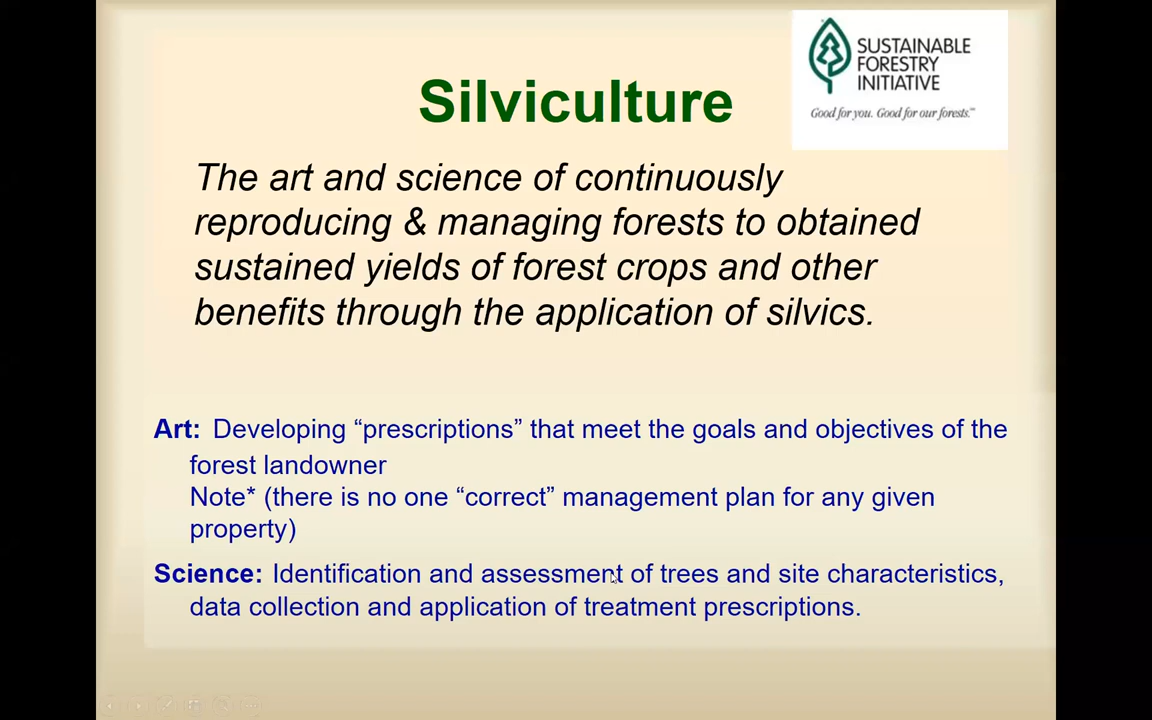 SUSTAINABLE
FORESTRY
INITIATIVE
Good for you. Good for our forests.℠
Silviculture
The art and science of continuously
reproducing & managing forests to obtained
sustained yields of forest crops and other
benefits through the application of silvics.
Art: Developing “prescriptions” that meet the goals and objectives of the
forest landowner
Note* (there is no one “correct” management plan for any given
property)
Science: Identification and assessment of trees and site characteristics,
data collection and application of treatment prescriptions.